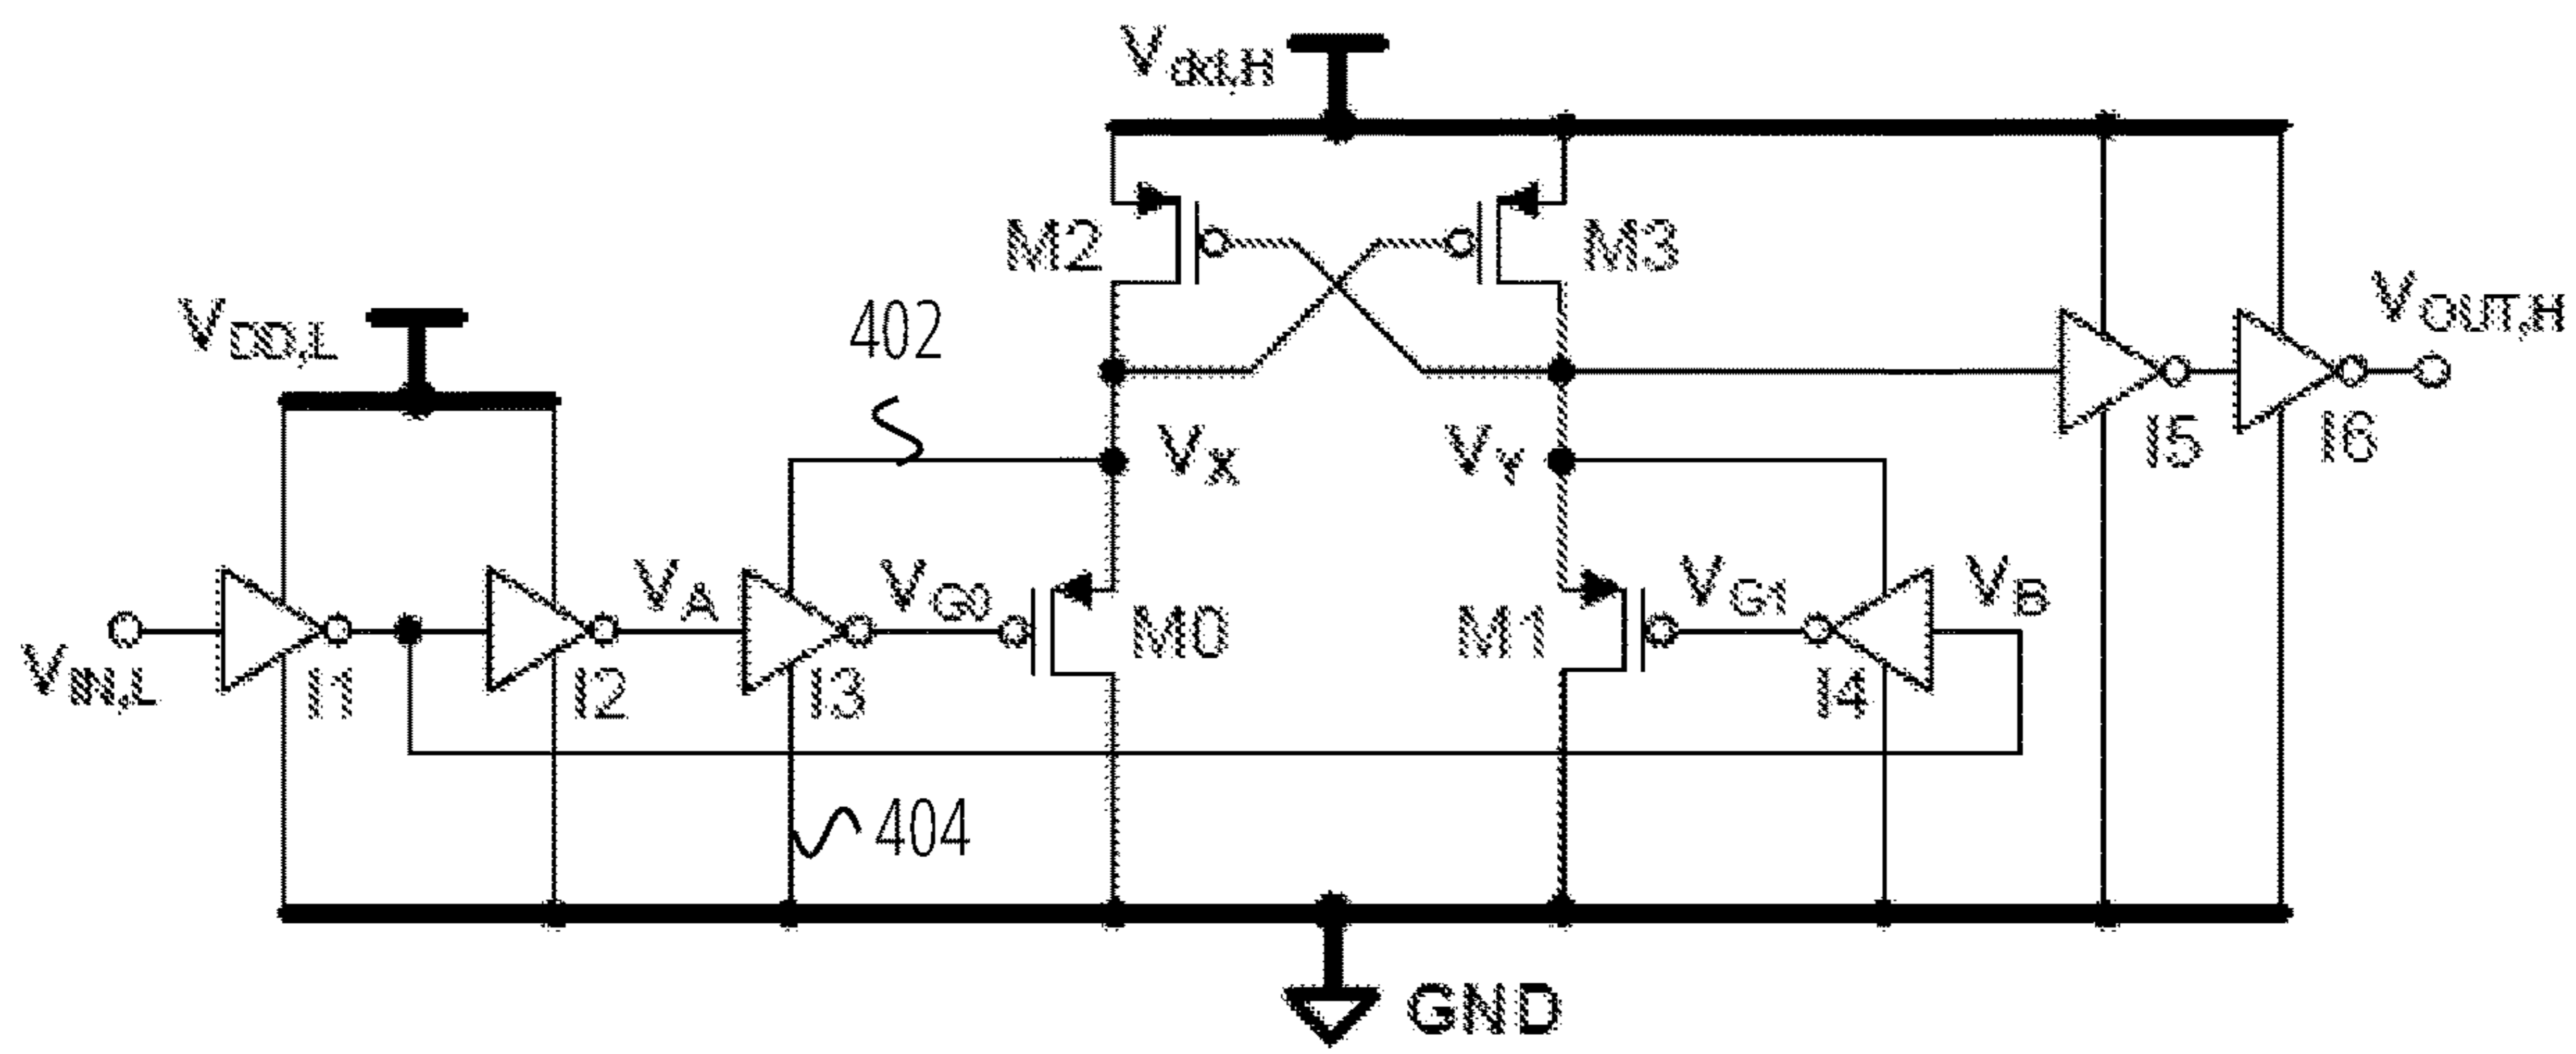 Vdd,H
M2
M3
VOUT,H
402
VDD,L
VX
VY
I5
I6
VA
VG0
VG1
VB
M0
M1
VIN,L
I1
I2
I3
I4
404
GND